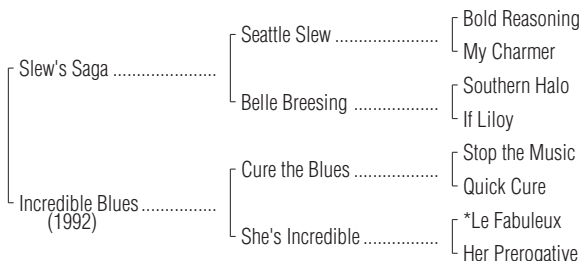 Bold Reasoning
Seattle Slew ........................
My Charmer
Slew's Saga ........................
Southern Halo
Belle Breesing ...................
If Liloy
Stop the Music
Cure the Blues ...................
Quick Cure
Incredible Blues .................
(1992)
*Le Fabuleux
She's Incredible .................
Her Prerogative